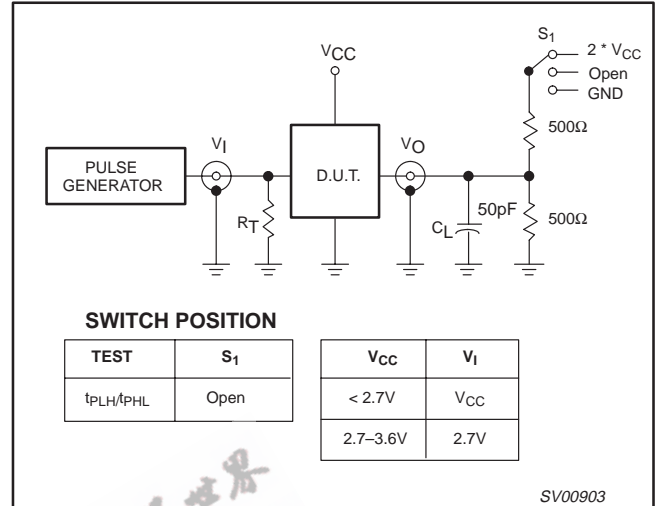 S1
2 * VCC
Open
GND
VCC
500Ω
VI
VO
PULSE
GENERATOR
D.U.T.
RT
50pF
CL
500Ω
SWITCH POSITION
TEST S1
tPLH/tPHL Open
VCC VI
< 2.7V VCC
2.7–3.6V 2.7V
SV00903